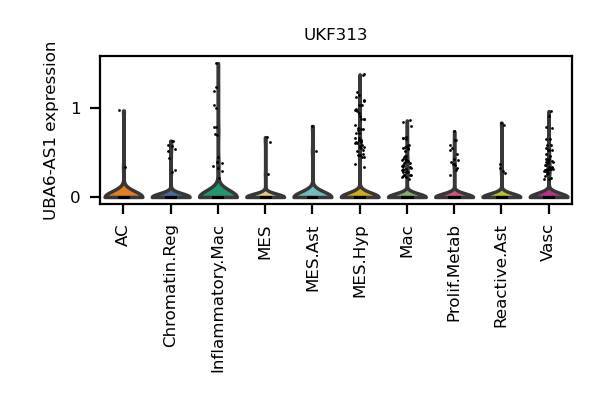 UKF313
UBA6-AS1 expression
1
0
AC
Chromatin.Reg
Inflammatory.Mac
MES
MES.Ast
MES.Hyp
Mac
Prolif.Metab
Reactive.Ast
Vasc